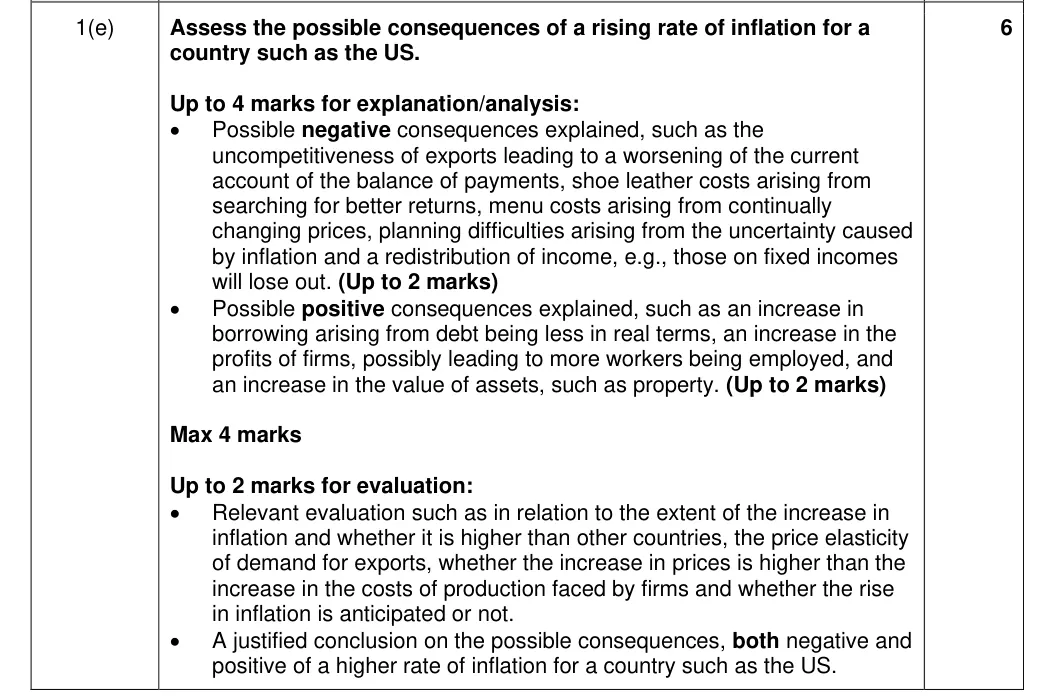 1(e) Assess the possible consequences of a rising rate of inflation for a 6
country such as the US.
Up to 4 marks for explanation/analysis:
• Possible negative consequences explained, such as the
uncompetitiveness of exports leading to a worsening of the current
account of the balance of payments, shoe leather costs arising from
searching for better returns, menu costs arising from continually
changing prices, planning difficulties arising from the uncertainty caused
by inflation and a redistribution of income, e.g., those on fixed incomes
will lose out. (Up to 2 marks)
• Possible positive consequences explained, such as an increase in
borrowing arising from debt being less in real terms, an increase in the
profits of firms, possibly leading to more workers being employed, and
an increase in the value of assets, such as property. (Up to 2 marks)
Max 4 marks
Up to 2 marks for evaluation:
• Relevant evaluation such as in relation to the extent of the increase in
inflation and whether it is higher than other countries, the price elasticity
of demand for exports, whether the increase in prices is higher than the
increase in the costs of production faced by firms and whether the rise
in inflation is anticipated or not.
• A justified conclusion on the possible consequences, both negative and
positive of a higher rate of inflation for a country such as the US.